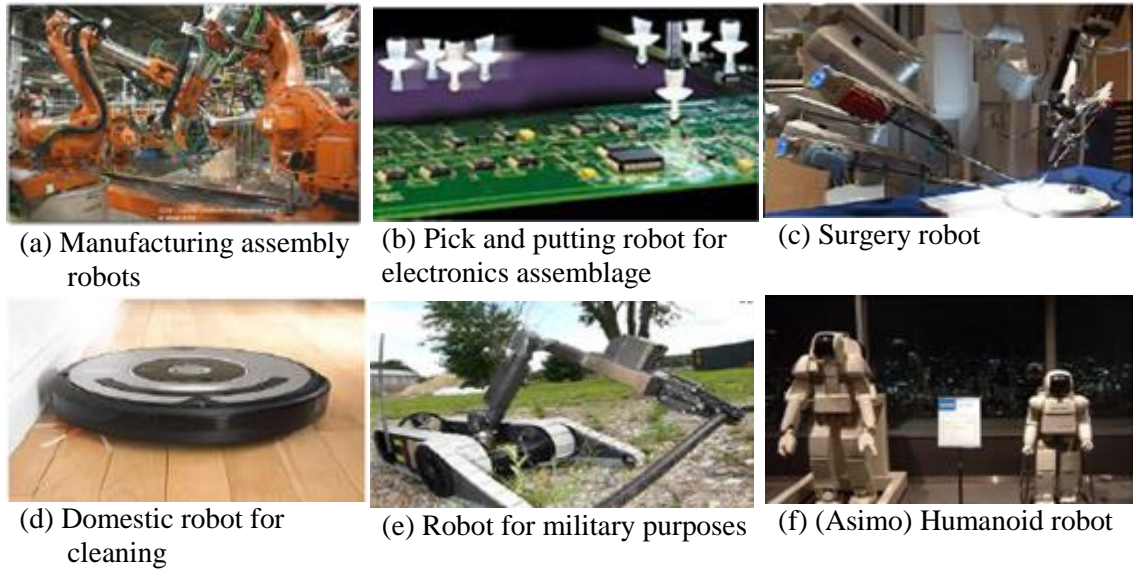 (a) Manufacturing assembly
robots
(b) Pick and putting robot for
electronics assemblage
(c) Surgery robot
(d) Domestic robot for
cleaning
(e) Robot for military purposes
(f) (Asimo) Humanoid robot